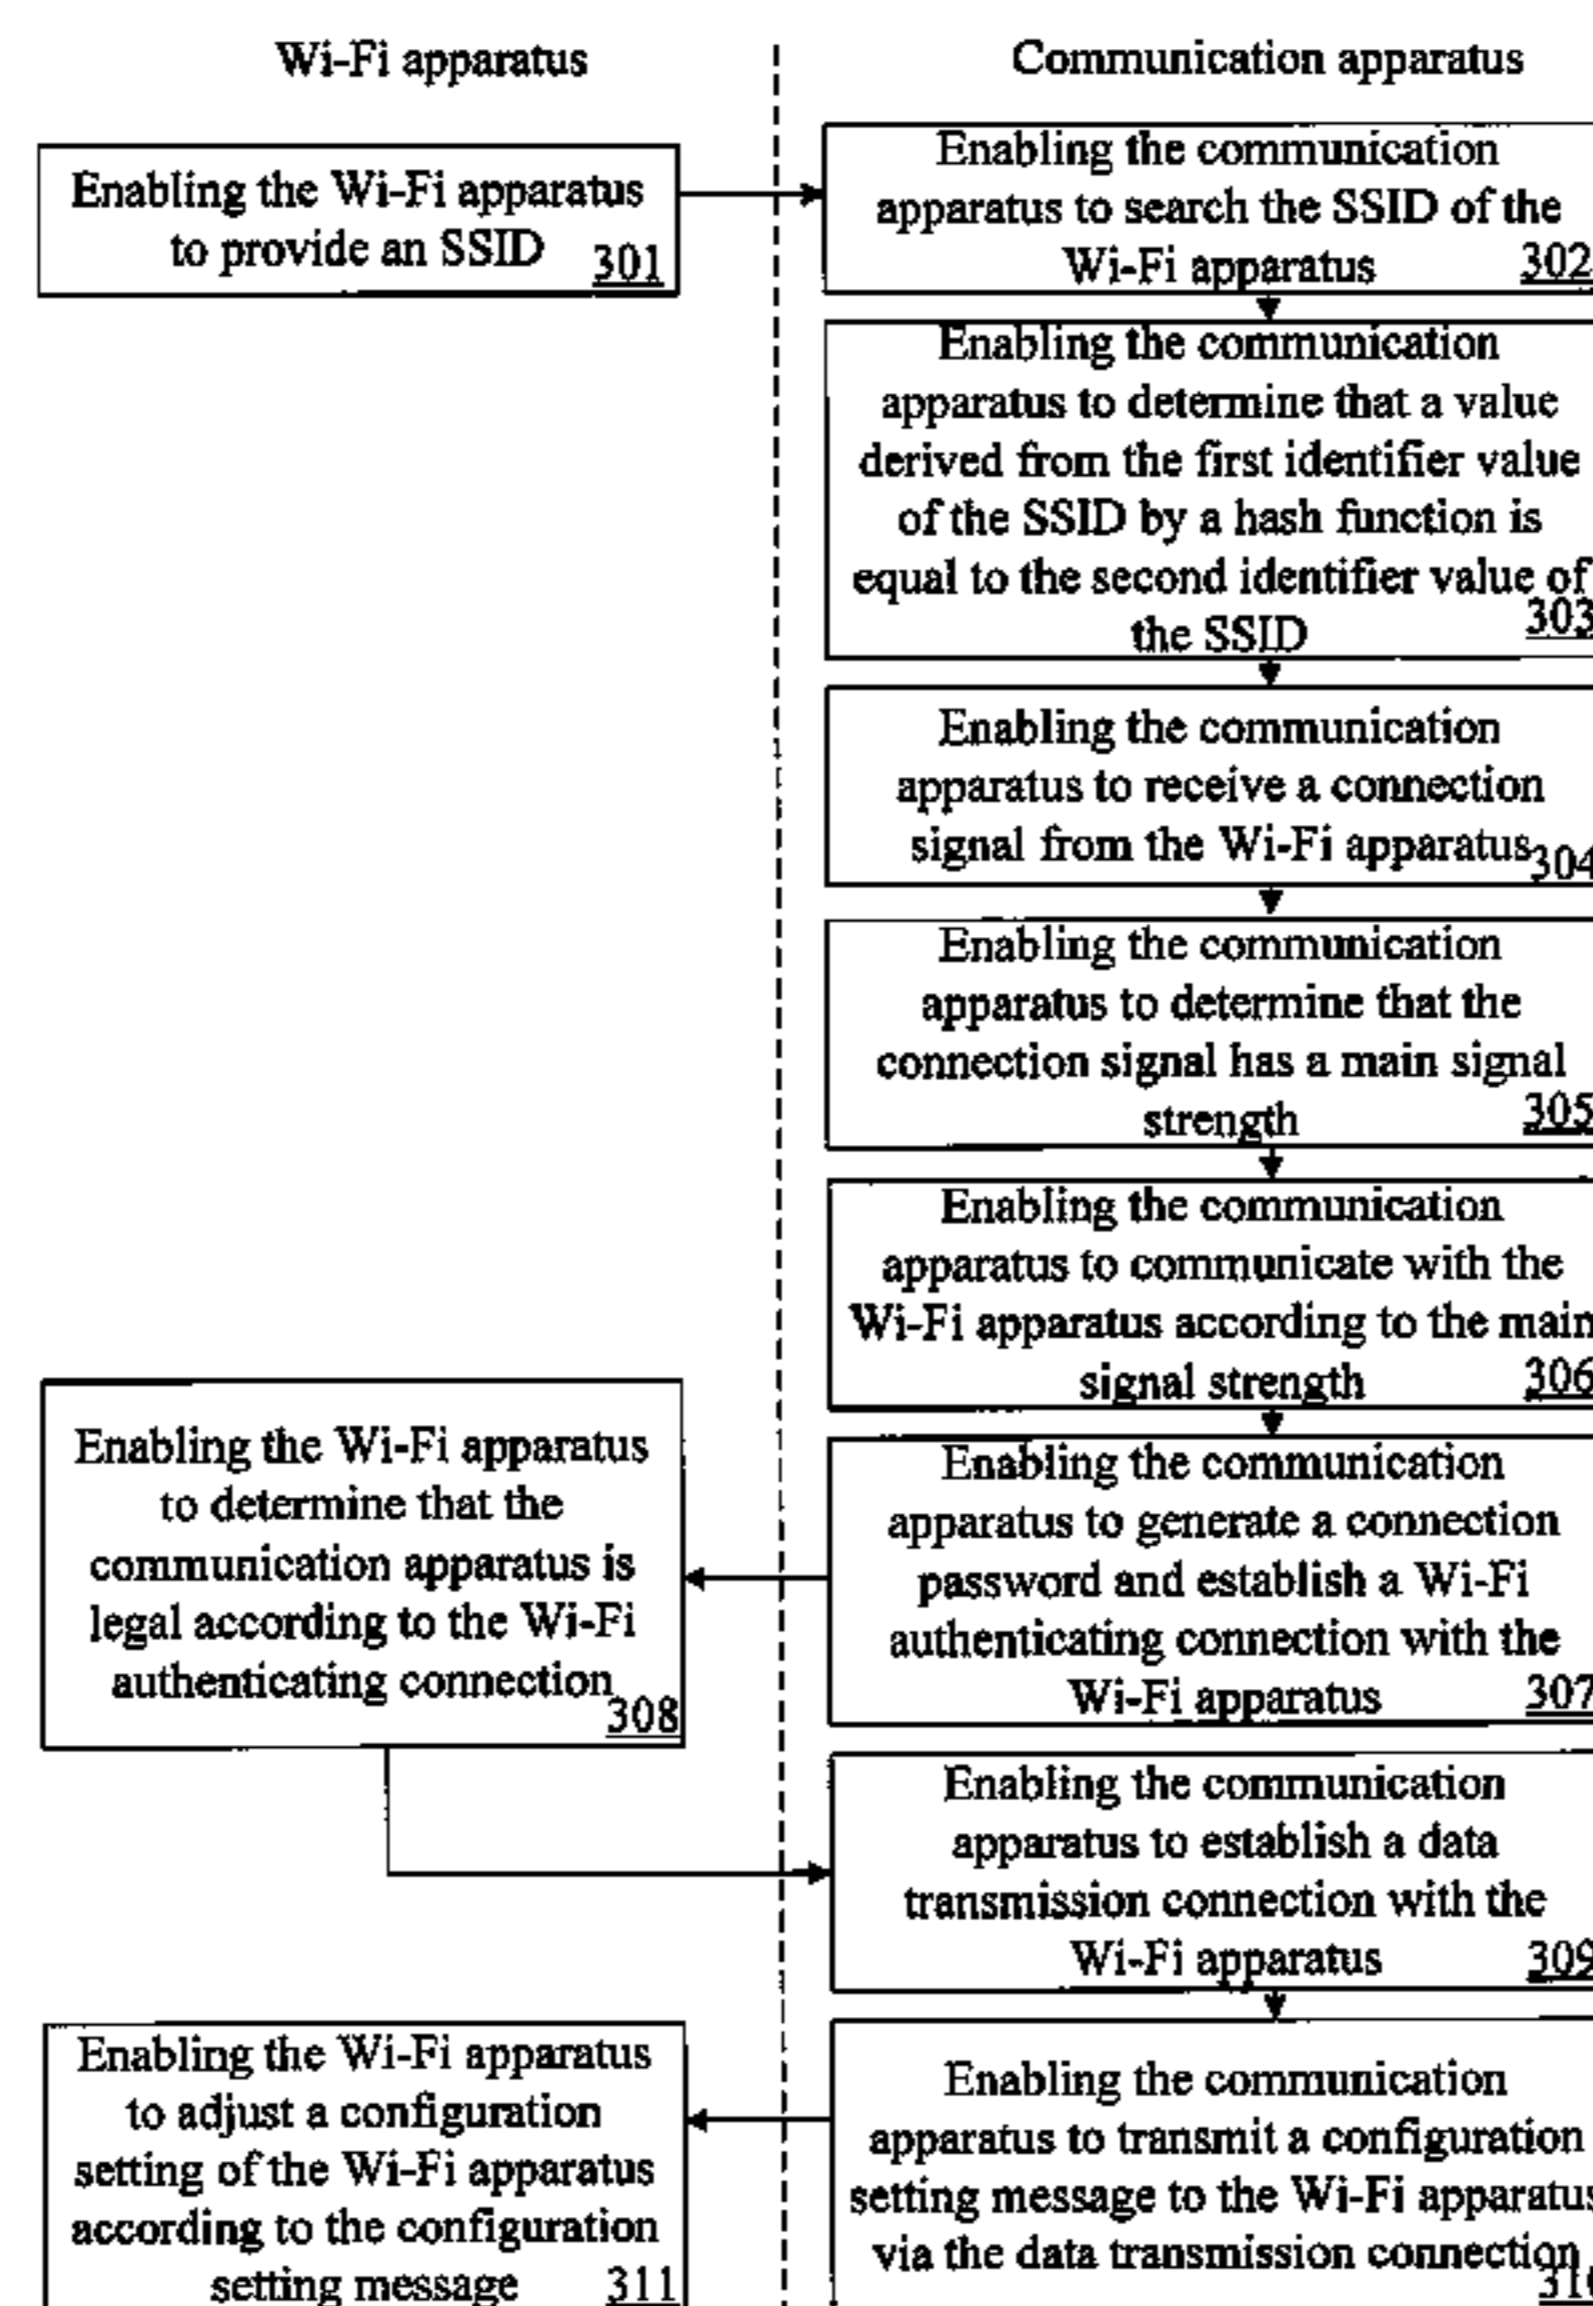 Wi-Fi apparatus
Communication apparatus
Enabling the Wi-Fi apparatus
to provide an SSID
301
Enabling the communication
apparatus to search the SSID of the
Wi-Fi apparatus
302
Enabling the communication
apparatus to determine that a value
derived from the first identifier value
of the SSID by a hash function is
equal to the second identifier value of
the SSID
303
Enabling the communication
apparatus to receive a connection
signal from the Wi-Fi apparatus
304
Enabling the communication
apparatus to determine that the
connection signal has a main signal
strength
305
Enabling the communication
apparatus to communicate with the
Wi-Fi apparatus according to the main
signal strength
306
Enabling the communication
apparatus to generate a connection
password and establish a Wi-Fi
authenticating connection with the
Wi-Fi apparatus
307
Enabling the Wi-Fi apparatus
to determine that the
communication apparatus is
legal according to the Wi-Fi
authenticating connection
308
Enabling the communication
apparatus to establish a data
transmission connection with the
Wi-Fi apparatus
309
Enabling the communication
apparatus to transmit a configuration
setting message to the Wi-Fi apparatus
via the data transmission connection
310
Enabling the Wi-Fi apparatus
to adjust a configuration
setting of the Wi-Fi apparatus
according to the configuration
setting message
311